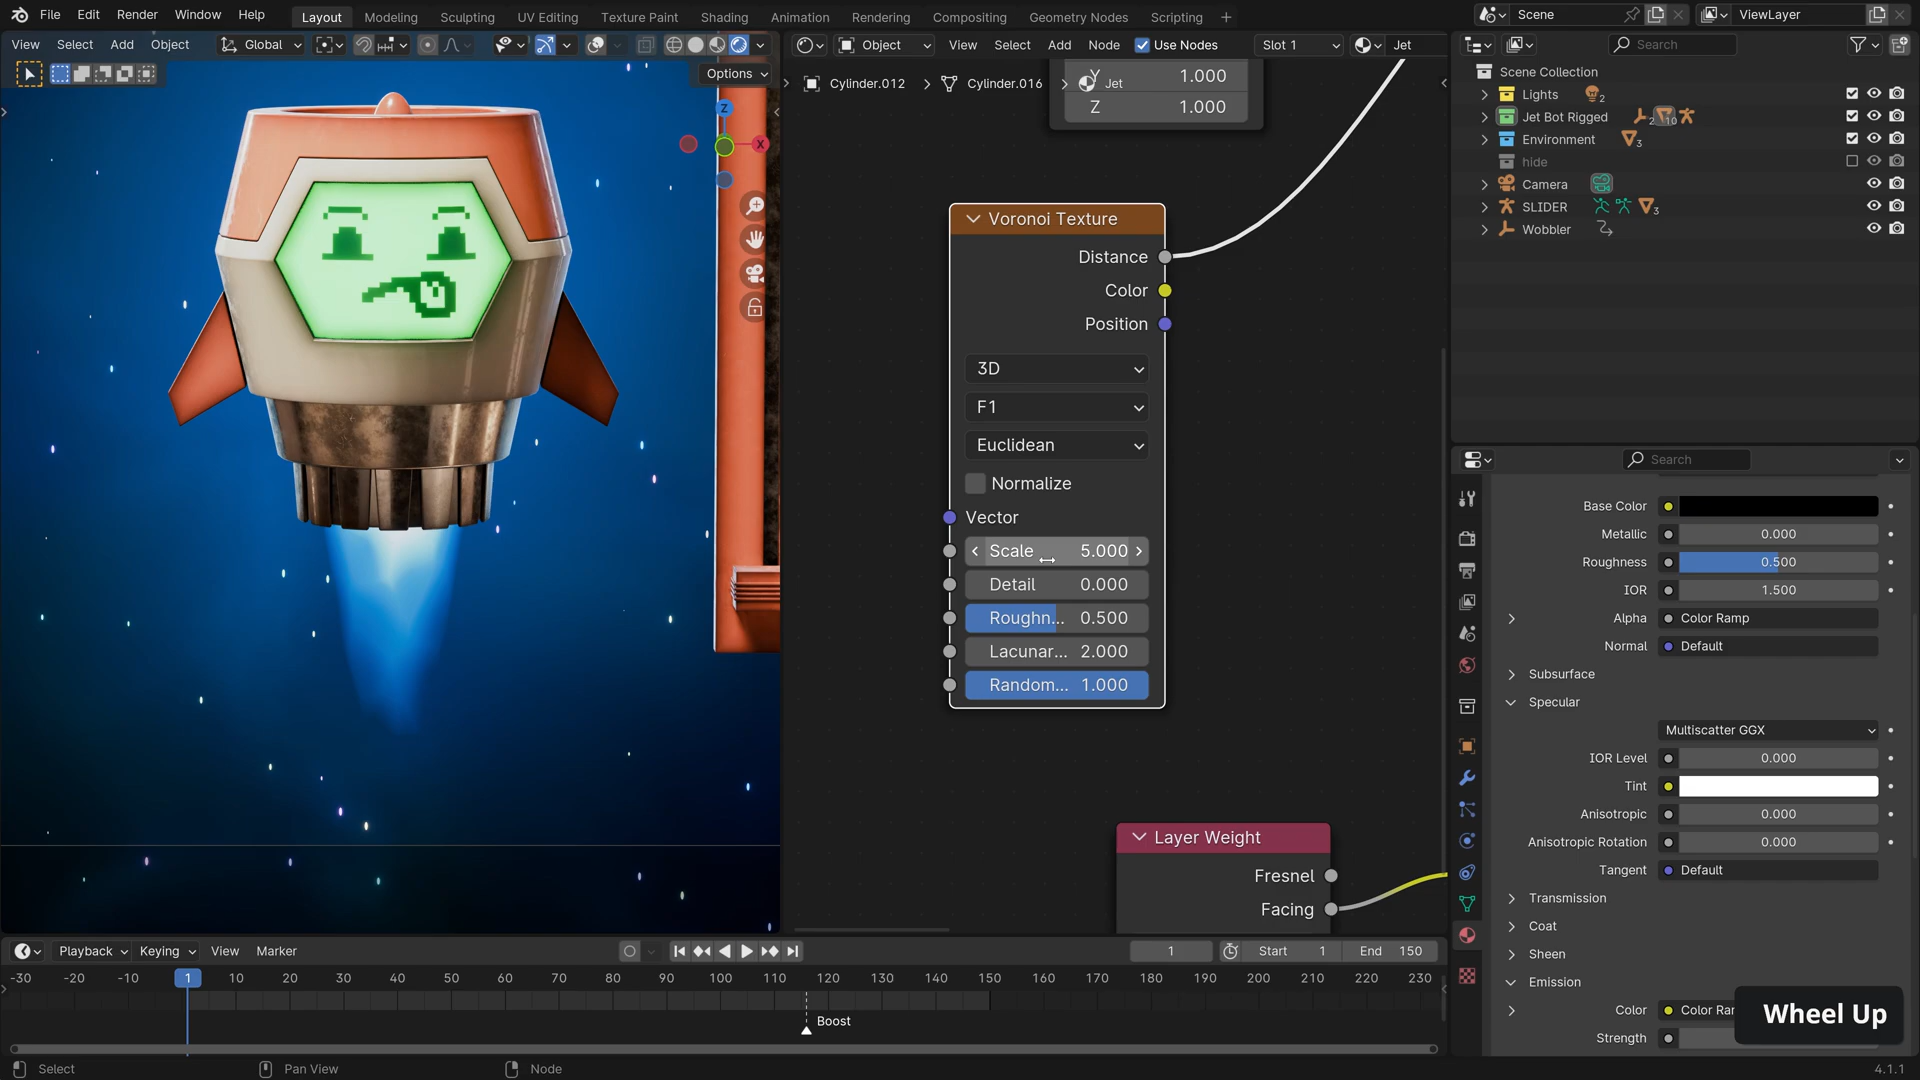 File Edit Render Window Help
Layout Modeling Sculpting UV Editing Texture Paint Shading Animation Rendering Compositing Geometry Nodes Scripting +
Scene
ViewLayer
View Select Add Object
Global
Options
Z
X
Object
View Select Add Node
Use Nodes
Slot 1
Jet
Cylinder.012 > Cylinder.016 > Jet
Y 1.000
Z 1.000
Voronoi Texture
Distance
Color
Position
3D
F1
Euclidean
Normalize
Vector
Scale 5.000
Detail 0.000
Roughn... 0.500
Lacunar... 2.000
Random... 1.000
Layer Weight
Fresnel
Facing
Search
Scene Collection
Lights 2
Jet Bot Rigged 2 10
Environment 3
hide
Camera
SLIDER 3
Wobbler
Search
Base Color
Metallic 0.000
Roughness 0.500
IOR 1.500
Alpha Color Ramp
Normal Default
Subsurface
Specular
Multiscatter GGX
IOR Level 0.000
Tint
Anisotropic 0.000
Anisotropic Rotation 0.000
Tangent Default
Transmission
Coat
Sheen
Emission
Color Color Ra
Strength
Wheel Up
Playback Keying View Marker
1
Start 1
End 150
-30 -20 -10 1 10 20 30 40 50 60 70 80 90 100 110 120 130 140 150 160 170 180 190 200 210 220 230
Boost
Select
Pan View
Node
4.1.1